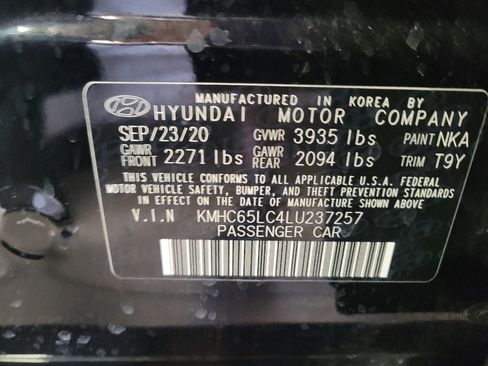 MANUFACTURED IN KOREA BY
HYUNDAI MOTOR COMPANY
SEP/23/20 GVWR 3935 lbs PAINT NKA
GAWR FRONT 2271 lbs GAWR REAR 2094 lbs TRIM T9Y
THIS VEHICLE CONFORMS TO ALL APPLICABLE U.S.A. FEDERAL
MOTOR VEHICLE SAFETY, BUMPER, AND THEFT PREVENTION STANDARDS
IN EFFECT ON THE DATE OF MANUFACTURE SHOWN ABOVE.
V.I.N KMHC65LC4LU237257
PASSENGER CAR